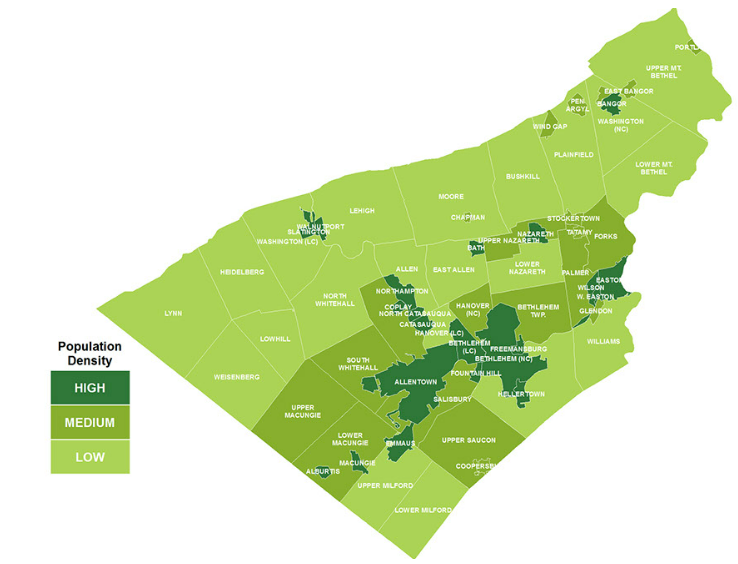 PORTL
UPPER MT.
BETHEL
EAST BANGOR
BANGOR
PEN
ARGYL
WIND GAP
WASHINGTON
(NC)
PLAINFIELD
LOWER MT.
BETHEL
BUSHKILL
MOORE
LEHIGH
CHAPMAN
WALNUTPORT
SLATINGTON
WASHINGTON (LC)
STOCKERTOWN
TATAMY
FORKS
NAZARETH
UPPER NAZARETH
BATH
HEIDELBERG
ALLEN
EAST ALLEN
LOWER
NAZARETH
PALMER
EASTON
WILSON
W. EASTON
GLENDON
NORTHAMPTON
NORTH
WHITEHALL
COPLAY
NORTH CATASAUQUA
CATASAUQUA
HANOVER (LC)
HANOVER
(NC)
BETHLEHEM
TWP.
LYNN
LOWHILL
WILLIAMS
BETHLEHEM
(LC)
FREEMANSBURG
BETHLEHEM (NC)
Population
Density
HIGH
MEDIUM
LOW
WEISENBERG
SOUTH
WHITEHALL
FOUNTAIN HILL
ALLENTOWN
HELLERTOWN
SALISBURY
UPPER
MACUNGIE
LOWER
MACUNGIE
EMMAUS
UPPER SAUCON
MACUNGIE
ALBURTIS
COOPERSBU
UPPER MILFORD
LOWER MILFORD